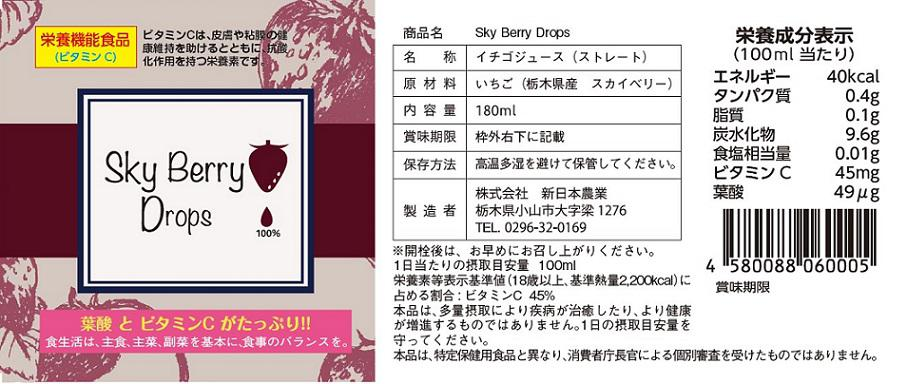 栄養機能食品
(ビタミンC)
ビタミンCは、皮膚や粘膜の健
康維持を助けるとともに、抗酸
化作用を持つ栄養素です。
Sky Berry
Drops
100%
葉酸 と ビタミンC がたっぷり!!
食生活は、主食、主菜、副菜を基本に、食事のバランスを。
商品名 Sky Berry Drops
名称 イチゴジュース（ストレート）
原材料 いちご（栃木県産 スカイベリー）
内容量 180ml
賞味期限 枠外右下に記載
保存方法 高温多湿を避けて保管してください。
製造者 株式会社 新日本農業
栃木県小山市大字梁1276
TEL. 0296-32-0169
※開栓後は、お早めにお召し上がりください。
1日当たりの摂取目安量 100ml
栄養素等表示基準値（18歳以上、基準熱量2,200kcal）に
占める割合：ビタミンC 45%
本品は、多量摂取により疾病が治癒したり、より健康
が増進するものではありません。1日の摂取目安量を
守ってください。
本品は、特定保健用食品と異なり、消費者庁長官による個別審査を受けたものではありません。
栄養成分表示
（100ml 当たり）
エネルギー 40kcal
タンパク質 0.4g
脂質 0.1g
炭水化物 9.6g
食塩相当量 0.01g
ビタミンC 45mg
葉酸 49μg
4 580088 060005
賞味期限